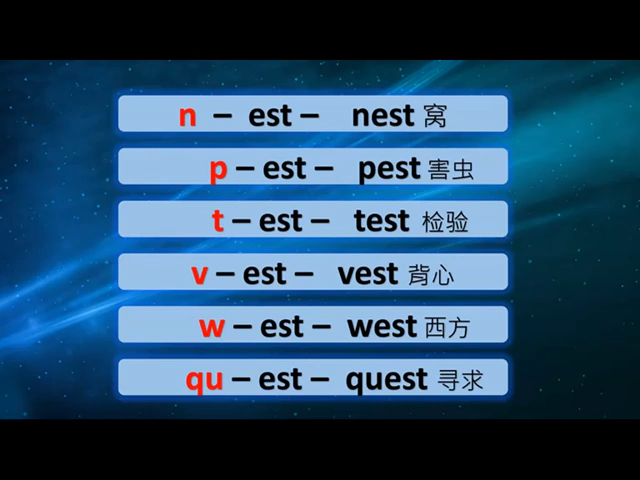 n – est – nest 窝
p – est – pest 害虫
t – est – test 检验
v – est – vest 背心
w – est – west 西方
qu – est – quest 寻求